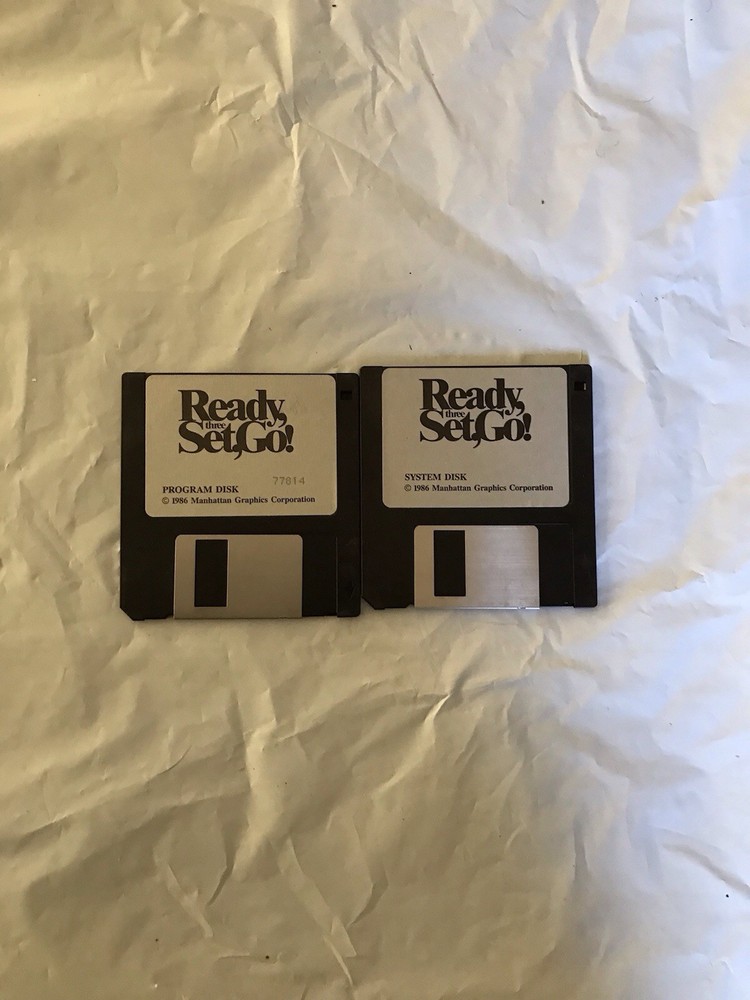 Ready,
three
Set,Go!
77814
PROGRAM DISK
© 1986 Manhattan Graphics Corporation
Ready,
three
Set,Go!
SYSTEM DISK
© 1986 Manhattan Graphics Corporation